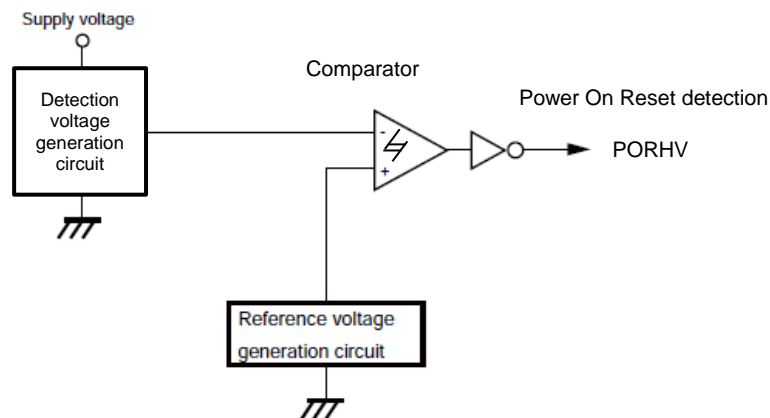 Supply voltage
Detection
voltage
generation
circuit
Comparator
-
+
Power On Reset detection
PORHV
Reference voltage
generation circuit